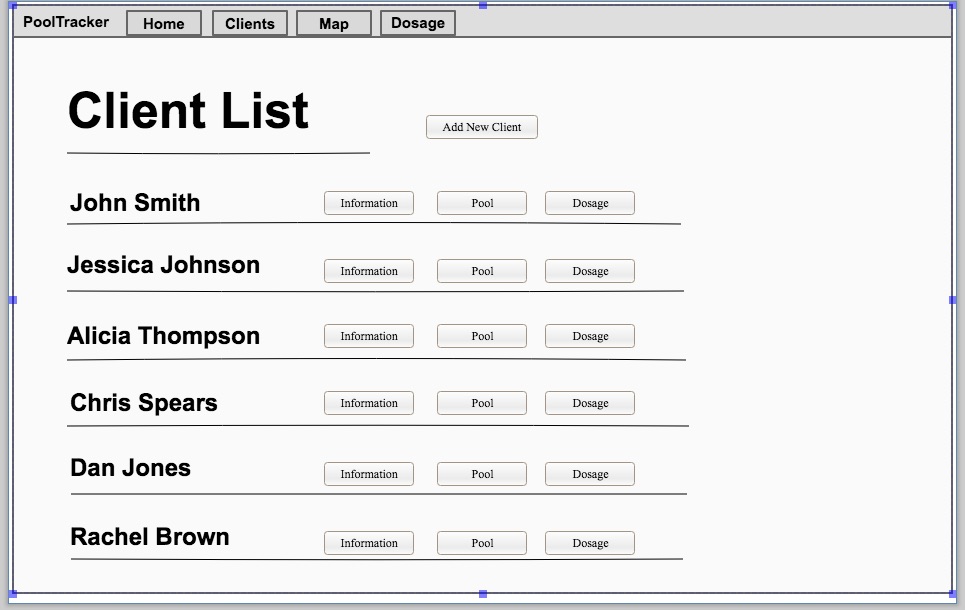 PoolTracker Home Clients Map Dosage
Client List
Add New Client
John Smith Information Pool Dosage
Jessica Johnson Information Pool Dosage
Alicia Thompson Information Pool Dosage
Chris Spears Information Pool Dosage
Dan Jones Information Pool Dosage
Rachel Brown Information Pool Dosage